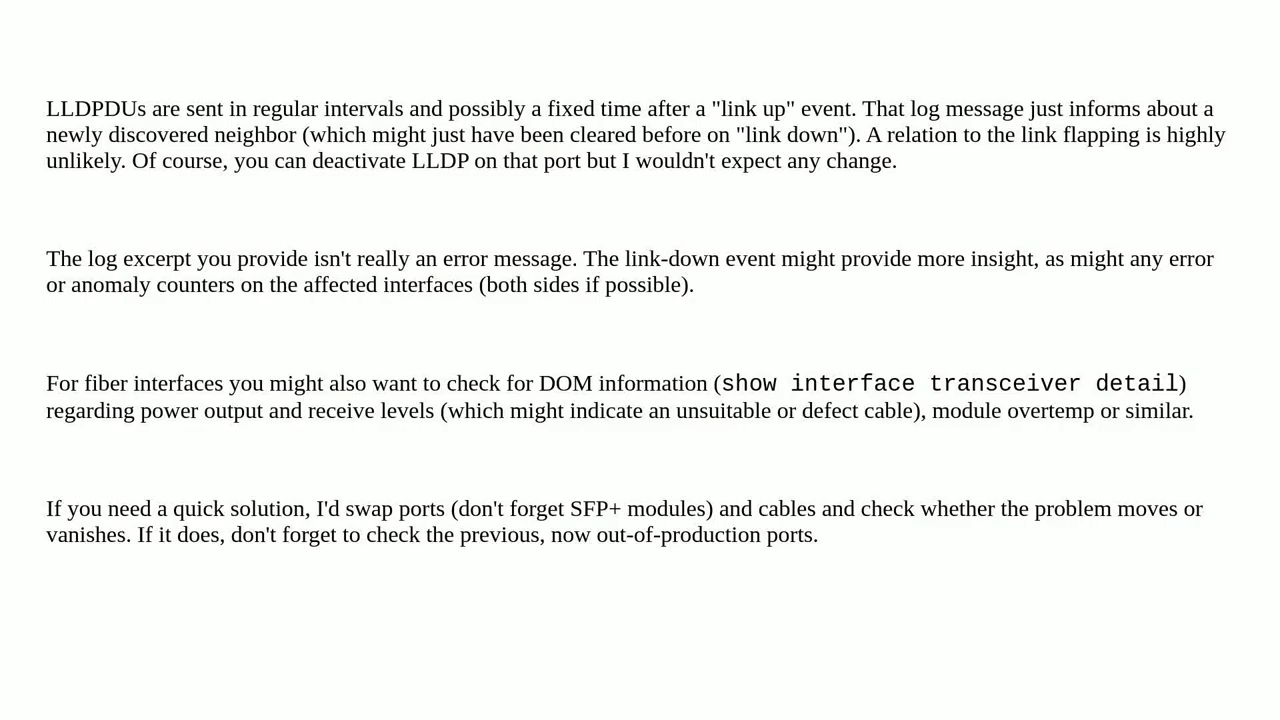 LLDPDUs are sent in regular intervals and possibly a fixed time after a "link up" event. That log message just informs about a
newly discovered neighbor (which might just have been cleared before on "link down"). A relation to the link flapping is highly
unlikely. Of course, you can deactivate LLDP on that port but I wouldn't expect any change.
The log excerpt you provide isn't really an error message. The link-down event might provide more insight, as might any error
or anomaly counters on the affected interfaces (both sides if possible).
For fiber interfaces you might also want to check for DOM information (show interface transceiver detail)
regarding power output and receive levels (which might indicate an unsuitable or defect cable), module overtemp or similar.
If you need a quick solution, I'd swap ports (don't forget SFP+ modules) and cables and check whether the problem moves or
vanishes. If it does, don't forget to check the previous, now out-of-production ports.